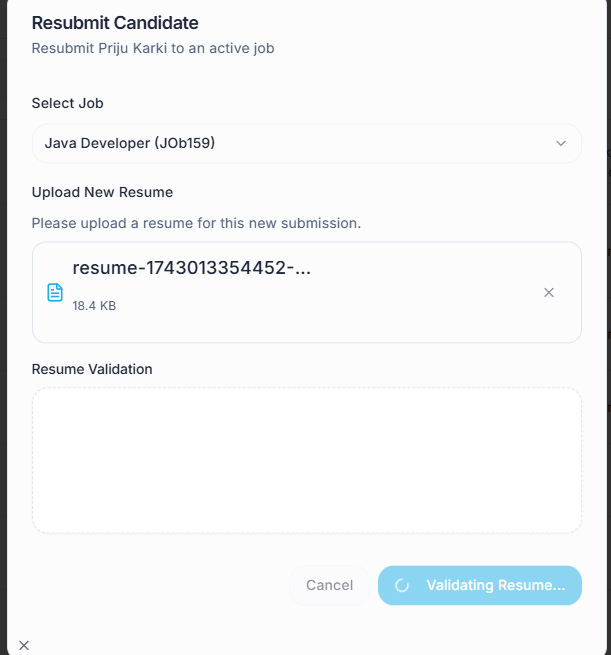 Resubmit Candidate
Resubmit Priju Karki to an active job
Select Job
Java Developer (JOb159)
Upload New Resume
Please upload a resume for this new submission.
resume-1743013354452-...
18.4 KB
Resume Validation
Cancel
Validating Resume...